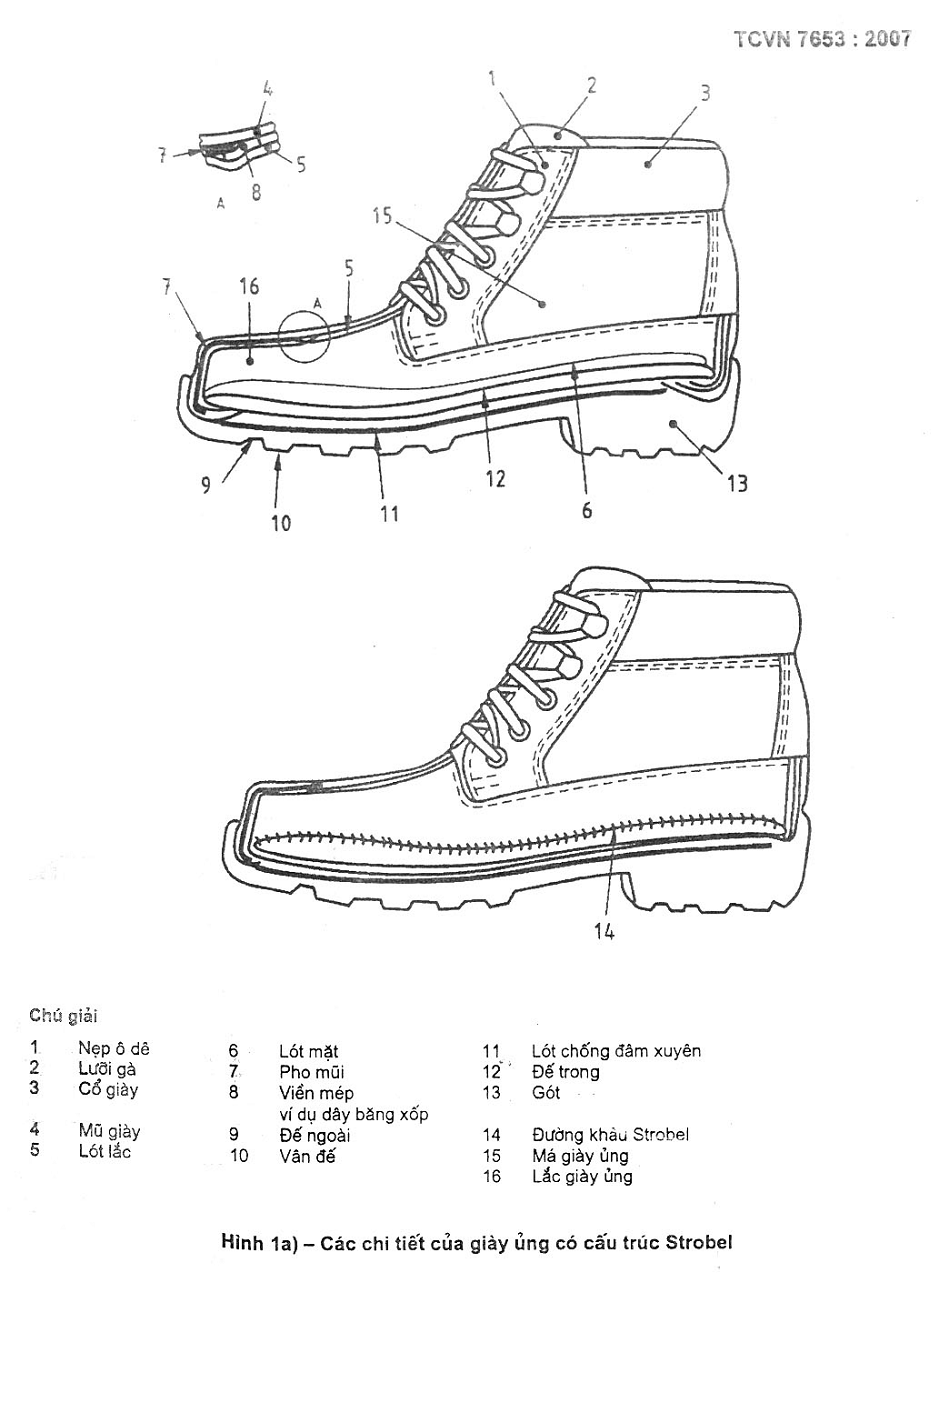 TCVN 7653 : 2007
4
7
5
8
A
1
2
3
15
7
16
A
5
9
10
11
12
6
13
14
Chú giải
1 Nẹp ô dê
2 Lưỡi gà
3 Cổ giày
4 Mũ giày
5 Lót lắc
6 Lót mặt
7 Pho mũi
8 Viền mép
ví dụ dây băng xốp
9 Đế ngoài
10 Vân đế
11 Lót chống đâm xuyên
12 Đế trong
13 Gót
14 Đường khâu Strobel
15 Má giày ủng
16 Lắc giày ủng
Hình 1a) – Các chi tiết của giày ủng có cấu trúc Strobel